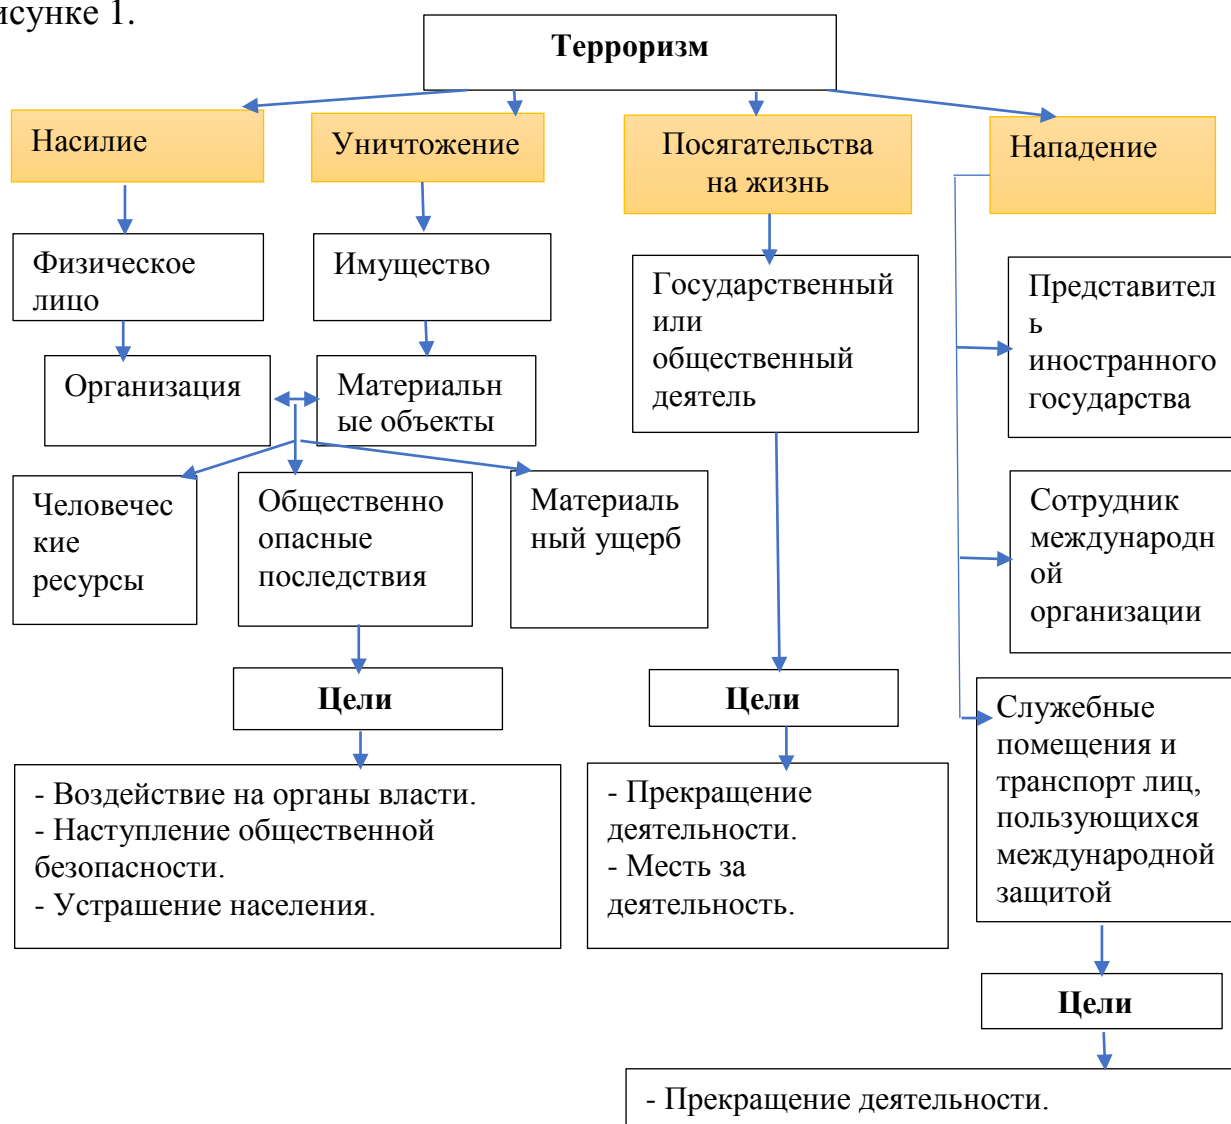 исунке 1.
Терроризм
Насилие
Уничтожение
Посягательства
на жизнь
Нападение
Физическое
лицо
Имущество
Государственный
или
общественный
деятель
Представител
ь
иностранного
государства
Организация
Материальн
ые объекты
Человечес
кие
ресурсы
Общественно
опасные
последствия
Материаль
ный ущерб
Сотрудник
международн
ой
организации
Цели
Цели
Служебные
помещения и
транспорт лиц,
пользующихся
международной
защитой
- Воздействие на органы власти.
- Наступление общественной
безопасности.
- Устрашение населения.
- Прекращение
деятельности.
- Месть за
деятельность.
Цели
- Прекращение деятельности.